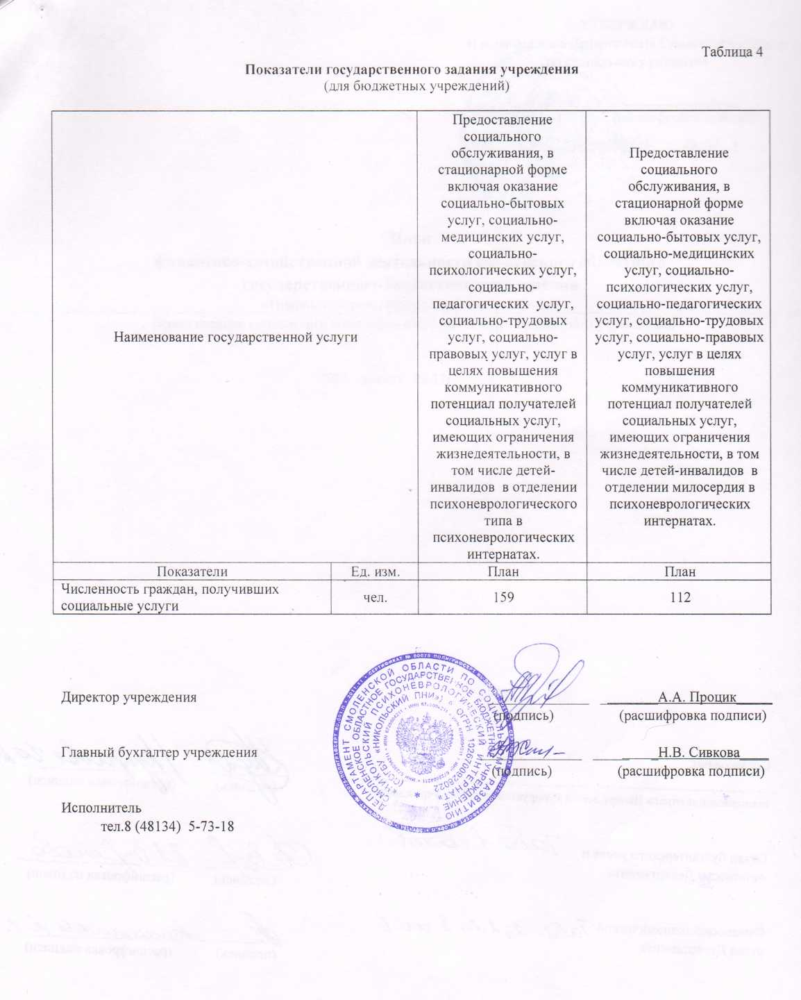 Таблица 4
Показатели государственного задания учреждения
(для бюджетных учреждений)
Наименование государственной услуги
Предоставление
социального
обслуживания, в
стационарной форме
включая оказание
социально-бытовых
услуг, социально-
медицинских услуг,
социально-
психологических услуг,
социально-
педагогических услуг,
социально-трудовых
услуг, социально-
правовых услуг, услуг в
целях повышения
коммуникативного
потенциал получателей
социальных услуг,
имеющих ограничения
жизнедеятельности, в
том числе детей-
инвалидов в отделении
психоневрологического
типа в
психоневрологических
интернатах.
Предоставление
социального
обслуживания, в
стационарной форме
включая оказание
социально-бытовых услуг,
социально-медицинских
услуг, социально-
психологических услуг,
социально-педагогических
услуг, социально-трудовых
услуг, социально-правовых
услуг, услуг в целях
повышения
коммуникативного
потенциал получателей
социальных услуг,
имеющих ограничения
жизнедеятельности, в том
числе детей-инвалидов в
отделении милосердия в
психоневрологических
интернатах.
Показатели Ед. изм. План План
Численность граждан, получивших
социальные услуги
чел. 159 112
Директор учреждения А.А. Процик
(подпись) (расшифровка подписи)
Главный бухгалтер учреждения Н.В. Сивкова
(подпись) (расшифровка подписи)
Исполнитель
тел.8 (48134) 5-73-18
ДЕПАРТАМЕНТ СМОЛЕНСКОЙ ОБЛАСТИ ПО СОЦИАЛЬНОМУ РАЗВИТИЮ
СМОЛЕНСКОЕ ОБЛАСТНОЕ ГОСУДАРСТВЕННОЕ БЮДЖЕТНОЕ УЧРЕЖДЕНИЕ
«НИКОЛЬСКИЙ ПСИХОНЕВРОЛОГИЧЕСКИЙ ИНТЕРНАТ»
(СОГБУ «НИКОЛЬСКИЙ ПНИ») * ОГРН 1026700926022